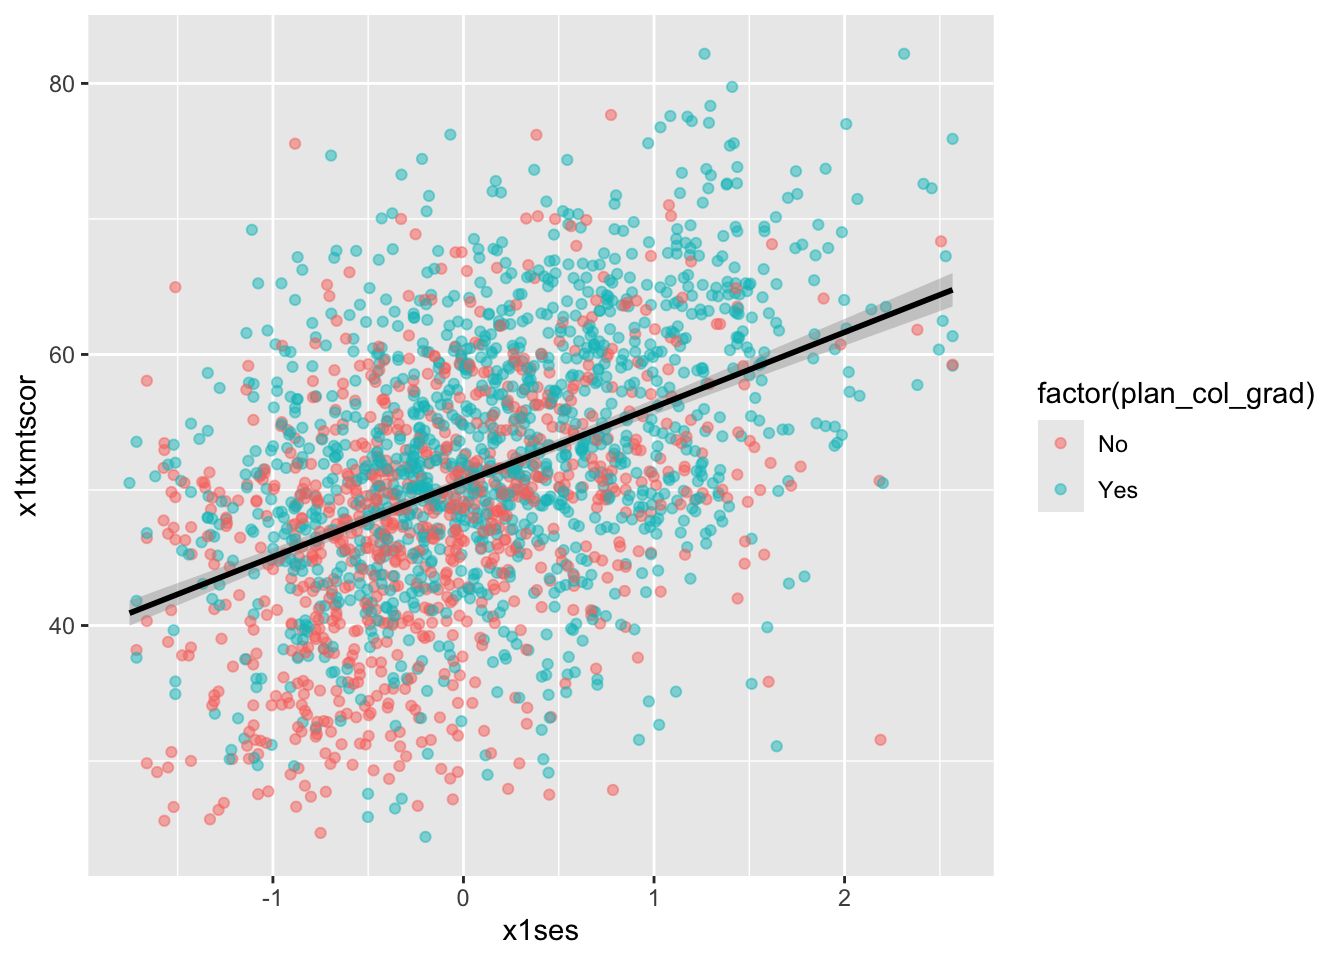 80
60
40
x1txmtscor
-1
0
1
2
x1ses
factor(plan_col_grad)
No
Yes